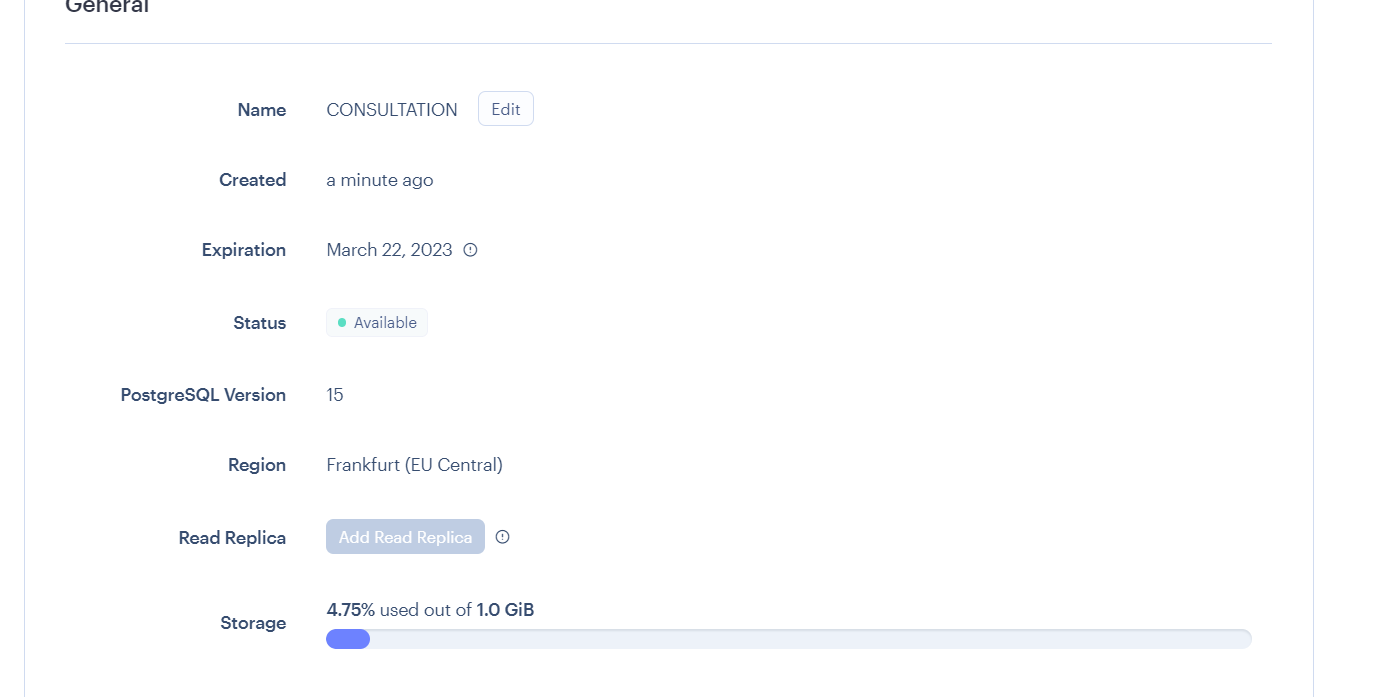 General
Name CONSULTATION Edit
Created a minute ago
Expiration March 22, 2023
Status Available
PostgreSQL Version 15
Region Frankfurt (EU Central)
Read Replica Add Read Replica
4.75% used out of 1.0 GiB
Storage